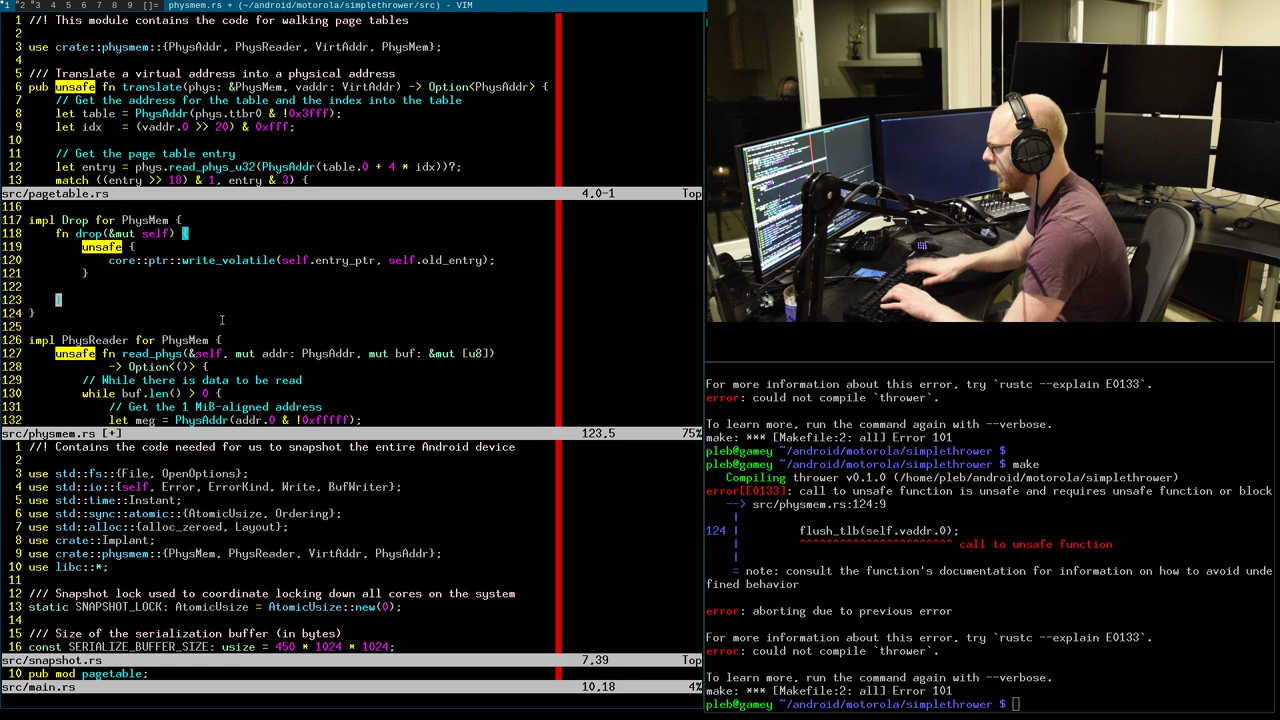 1 2 3 4 5 6 7 8 9 []= physmem.rs + (~/android/motorola/simplethrower/src) - VIM
1 //! This module contains the code for walking page tables
2
3 use crate::physmem::{PhysAddr, PhysReader, VirtAddr, PhysMem};
4
5 /// Translate a virtual address into a physical address
6 pub unsafe fn translate(phys: &PhysMem, vaddr: VirtAddr) -> Option<PhysAddr> {
7 // Get the address for the table and the index into the table
8 let table = PhysAddr(phys.ttbr0 & !0x3fff);
9 let idx = (vaddr.0 >> 20) & 0xfff;
10
11 // Get the page table entry
12 let entry = phys.read_phys_u32(PhysAddr(table.0 + 4 * idx))?;
13 match ((entry >> 18) & 1, entry & 3) {
src/pagetable.rs 4,0-1 Top
116
117 impl Drop for PhysMem {
118 fn drop(&mut self) {
119 unsafe {
120 core::ptr::write_volatile(self.entry_ptr, self.old_entry);
121 }
122
123 }
124 }
125
126 impl PhysReader for PhysMem {
127 unsafe fn read_phys(&self, mut addr: PhysAddr, mut buf: &mut [u8])
128 -> Option<()> {
129 // While there is data to be read
130 while buf.len() > 0 {
131 // Get the 1 MiB-aligned address
132 let meg = PhysAddr(addr.0 & !0xfffff);
src/physmem.rs [+] 123,5 75%
1 //! Contains the code needed for us to snapshot the entire Android device
2
3 use std::fs::{File, OpenOptions};
4 use std::io::{self, Error, ErrorKind, Write, BufWriter};
5 use std::time::Instant;
6 use std::sync::atomic::{AtomicUsize, Ordering};
7 use std::alloc::{alloc_zeroed, Layout};
8 use crate::Implant;
9 use crate::physmem::{PhysMem, PhysReader, VirtAddr, PhysAddr};
10 use libc::*;
11
12 /// Snapshot lock used to coordinate locking down all cores on the system
13 static SNAPSHOT_LOCK: AtomicUsize = AtomicUsize::new(0);
14
15 /// Size of the serialization buffer (in bytes)
16 const SERIALIZE_BUFFER_SIZE: usize = 450 * 1024 * 1024;
src/snapshot.rs 7,39 Top
10 pub mod pagetable;
src/main.rs 10,18 4%
For more information about this error, try `rustc --explain E0133`.
error: could not compile `thrower`.
To learn more, run the command again with --verbose.
make: *** [Makefile:2: all] Error 101
pleb@gamey ~/android/motorola/simplethrower $
pleb@gamey ~/android/motorola/simplethrower $ make
Compiling thrower v0.1.0 (/home/pleb/android/motorola/simplethrower)
error[E0133]: call to unsafe function is unsafe and requires unsafe function or block
--> src/physmem.rs:124:9
|
124 | flush_tlb(self.vaddr.0);
| ^^^^^^^^^^^^^^^^^^^^^^^ call to unsafe function
|
= note: consult the function's documentation for information on how to avoid unde
fined behavior
error: aborting due to previous error
For more information about this error, try `rustc --explain E0133`.
error: could not compile `thrower`.
To learn more, run the command again with --verbose.
make: *** [Makefile:2: all] Error 101
pleb@gamey ~/android/motorola/simplethrower $